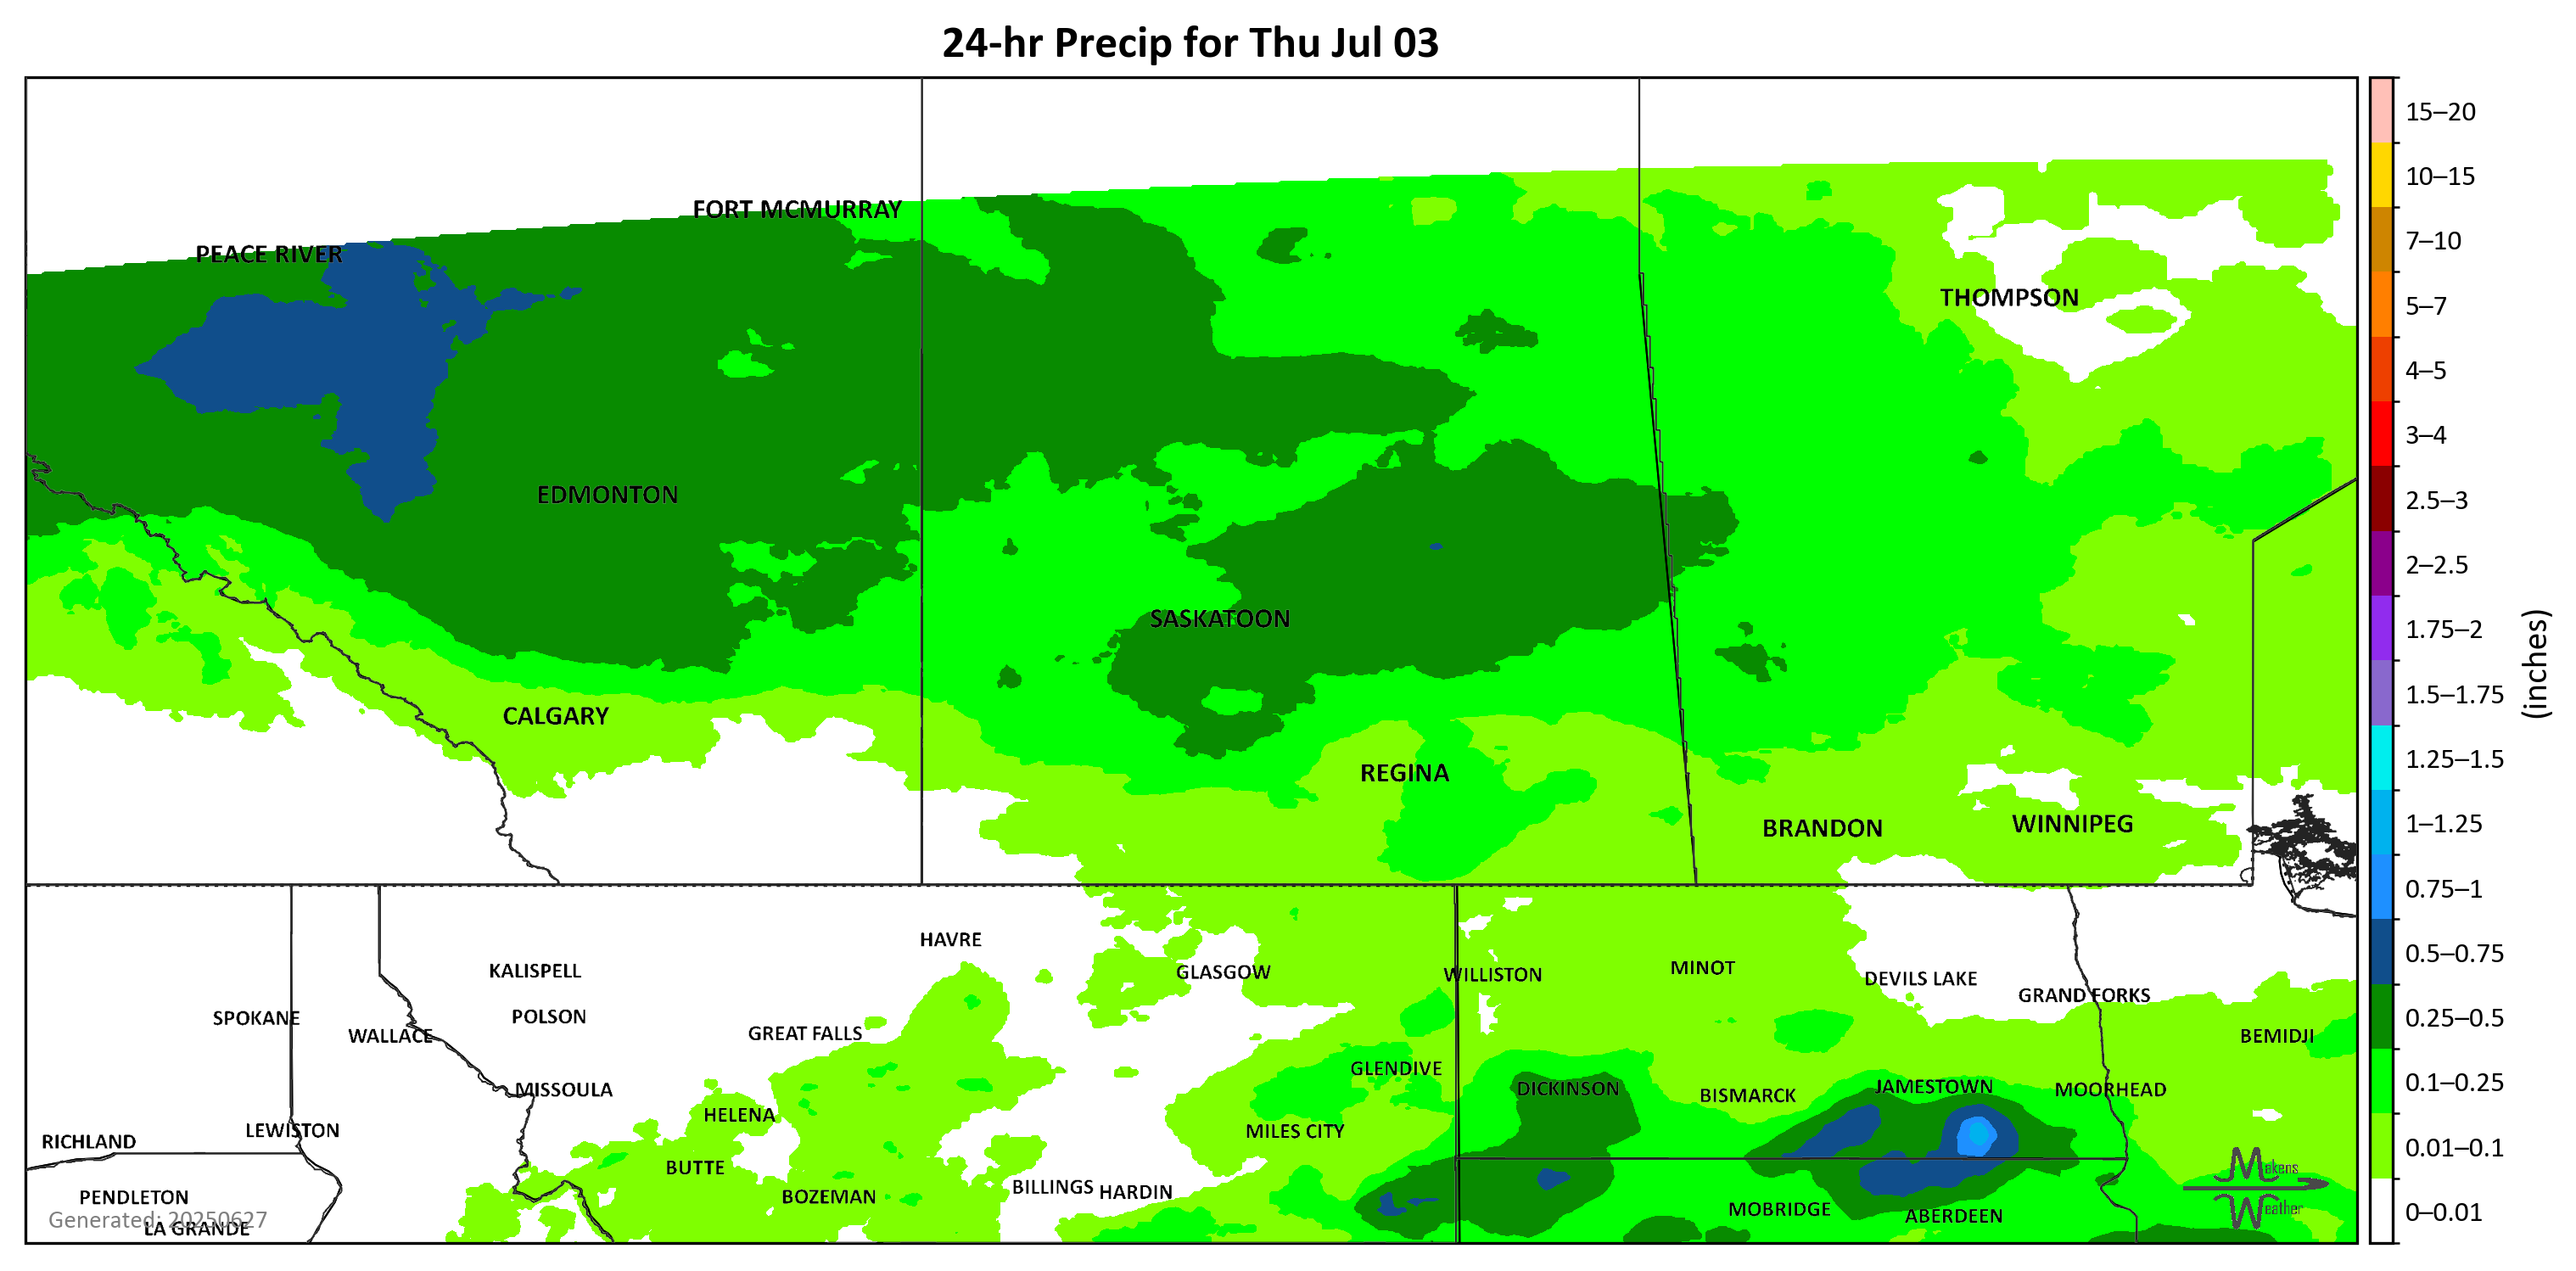 24-hr Precip for Thu Jul 03
FORT MCMURRAY
PEACE RIVER
THOMPSON
EDMONTON
SASKATOON
CALGARY
REGINA
BRANDON
WINNIPEG
HAVRE
KALISPELL
GLASGOW
WILLISTON
MINOT
DEVILS LAKE
GRAND FORKS
SPOKANE
POLSON
WALLACE
GREAT FALLS
BEMIDJI
GLENDIVE
MISSOULA
DICKINSON
BISMARCK
JAMESTOWN
MOORHEAD
HELENA
RICHLAND
LEWISTON
MILES CITY
BUTTE
PENDLETON
BOZEMAN
BILLINGS
HARDIN
MOBRIDGE
ABERDEEN
Generated: 20250627
LA GRANDE
Mekens
Weather
15–20
10–15
7–10
5–7
4–5
3–4
2.5–3
2–2.5
1.75–2
1.5–1.75
1.25–1.5
1–1.25
0.75–1
0.5–0.75
0.25–0.5
0.1–0.25
0.01–0.1
0–0.01
(inches)